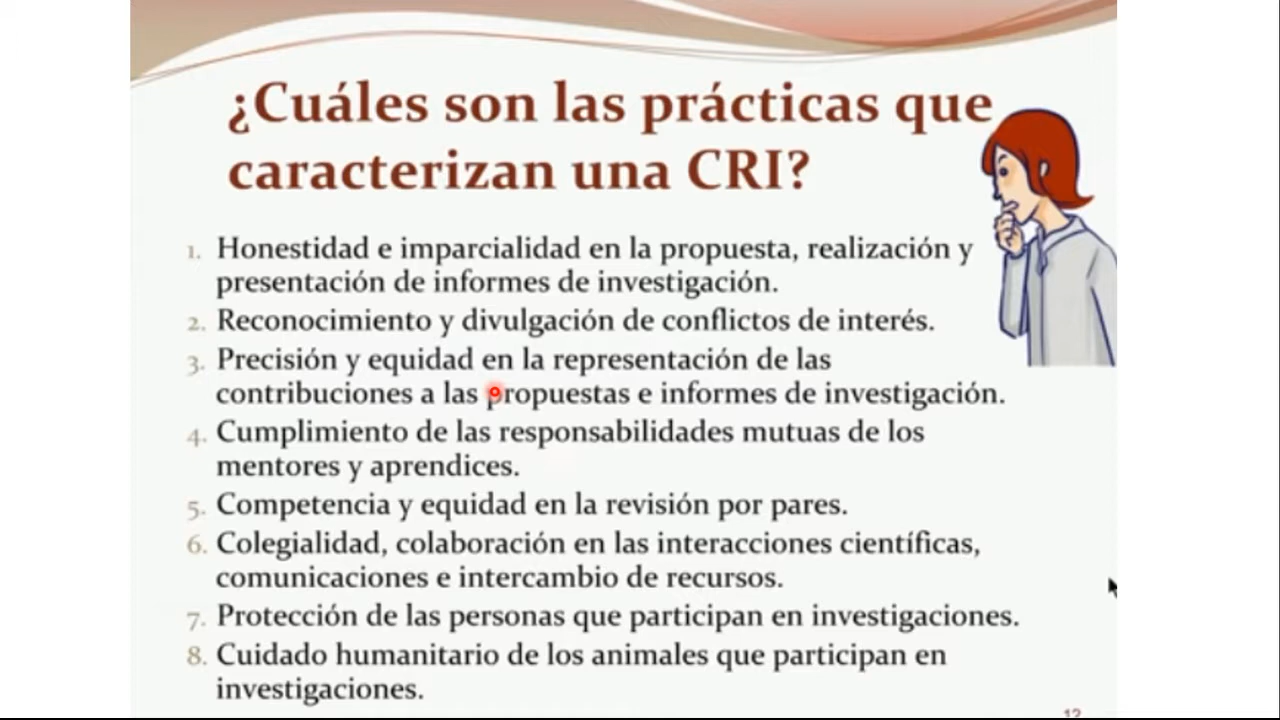 ¿Cuáles son las prácticas que
caracterizan una CRI?
1. Honestidad e imparcialidad en la propuesta, realización y
presentación de informes de investigación.
2. Reconocimiento y divulgación de conflictos de interés.
3. Precisión y equidad en la representación de las
contribuciones a las propuestas e informes de investigación.
4. Cumplimiento de las responsabilidades mutuas de los
mentores y aprendices.
5. Competencia y equidad en la revisión por pares.
6. Colegialidad, colaboración en las interacciones científicas,
comunicaciones e intercambio de recursos.
7. Protección de las personas que participan en investigaciones.
8. Cuidado humanitario de los animales que participan en
investigaciones.
12